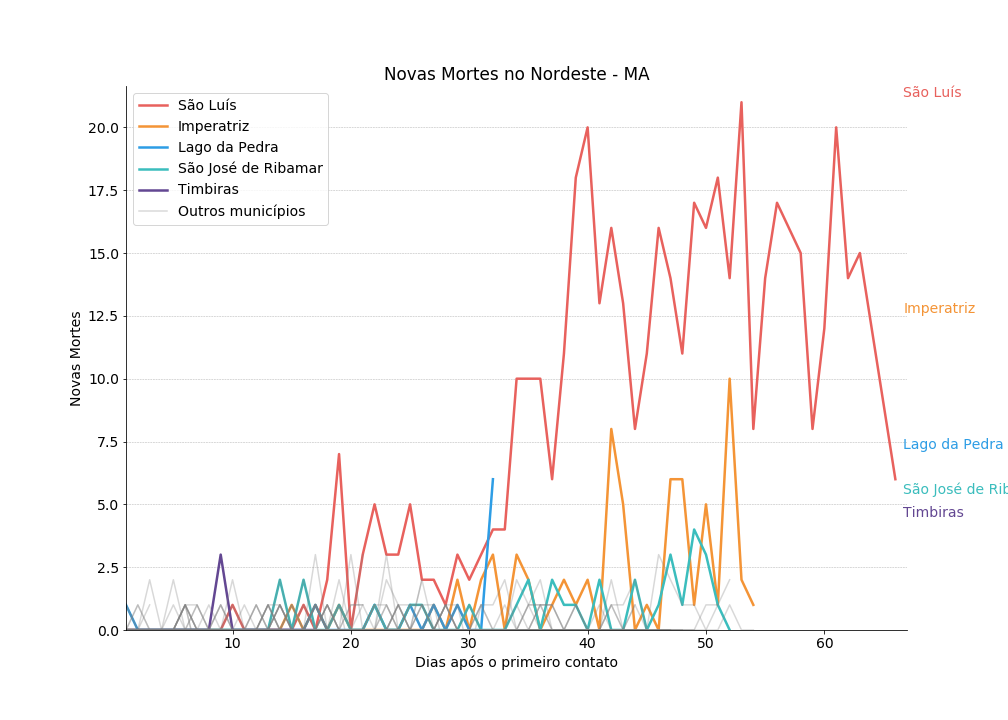 Novas Mortes no Nordeste - MA
São Luís
Imperatriz
Lago da Pedra
São José de Ribamar
Timbiras
Outros municípios
20.0
17.5
15.0
12.5
10.0
7.5
5.0
2.5
0.0
Novas Mortes
10
20
30
40
50
60
Dias após o primeiro contato
São Luís
Imperatriz
Lago da Pedra
São José de Rib
Timbiras